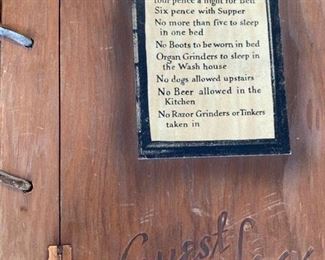 four pence a night for Bed
Six pence with Supper
No more than five to sleep
in one bed
No Boots to be worn in bed
Organ Grinders to sleep in
the Wash house
No dogs allowed upstairs
No Beer allowed in the
Kitchen
No Razor Grinders or Tinkers
taken in
Guest